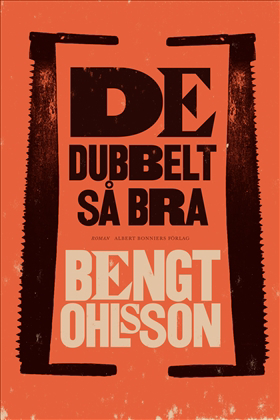 DE
DUBBELT
SÅ BRA
ROMAN ALBERT BONNIERS FÖRLAG
BENGT
OHLSSON